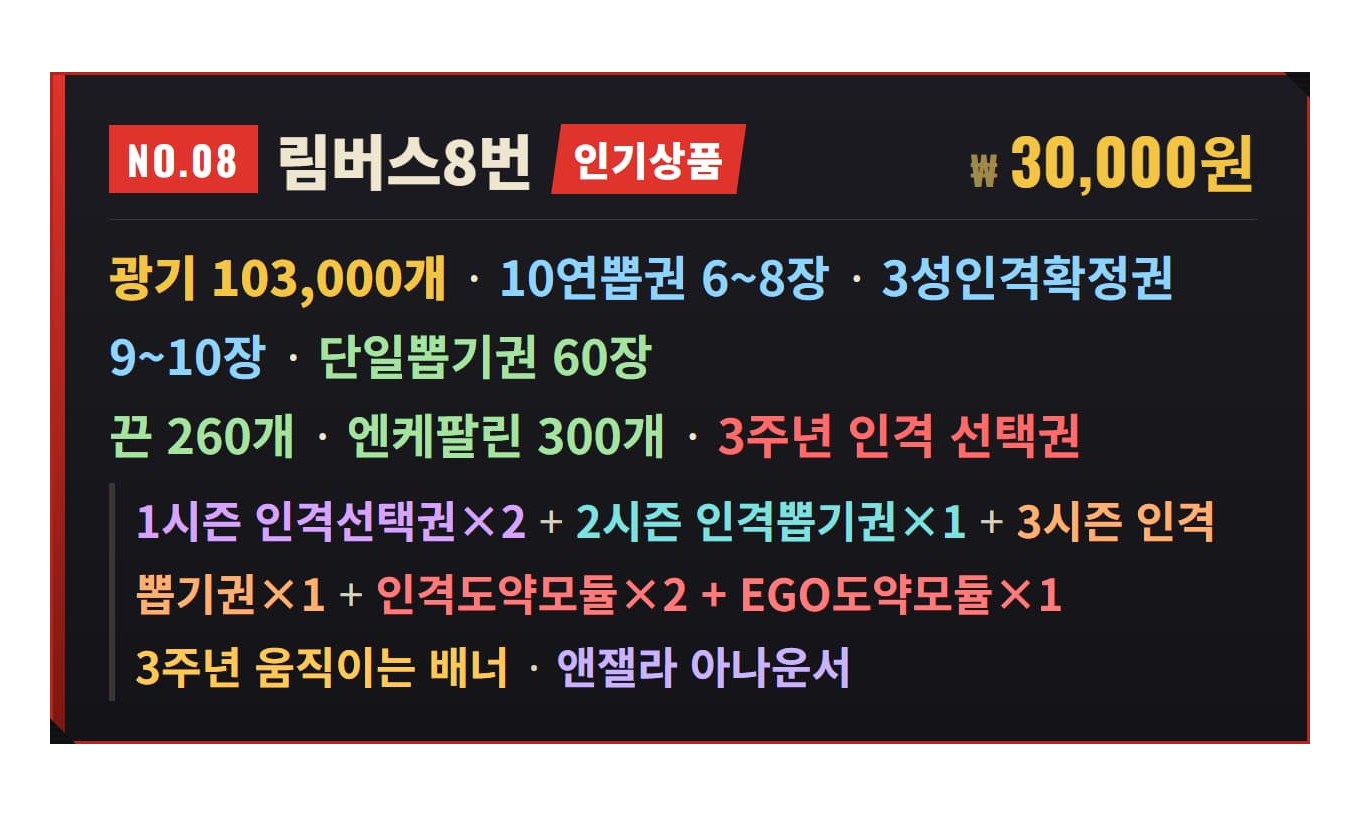 NO.08 림버스8번 인기상품 ₩ 30,000원
광기 103,000개 · 10연뽑권 6~8장 · 3성인격확정권
9~10장 · 단일뽑기권 60장
끈 260개 · 엔케팔린 300개 · 3주년 인격 선택권
1시즌 인격선택권×2 + 2시즌 인격뽑기권×1 + 3시즌 인격
뽑기권×1 + 인격도약모듈×2 + EGO도약모듈×1
3주년 움직이는 배너 · 앤젤라 아나운서